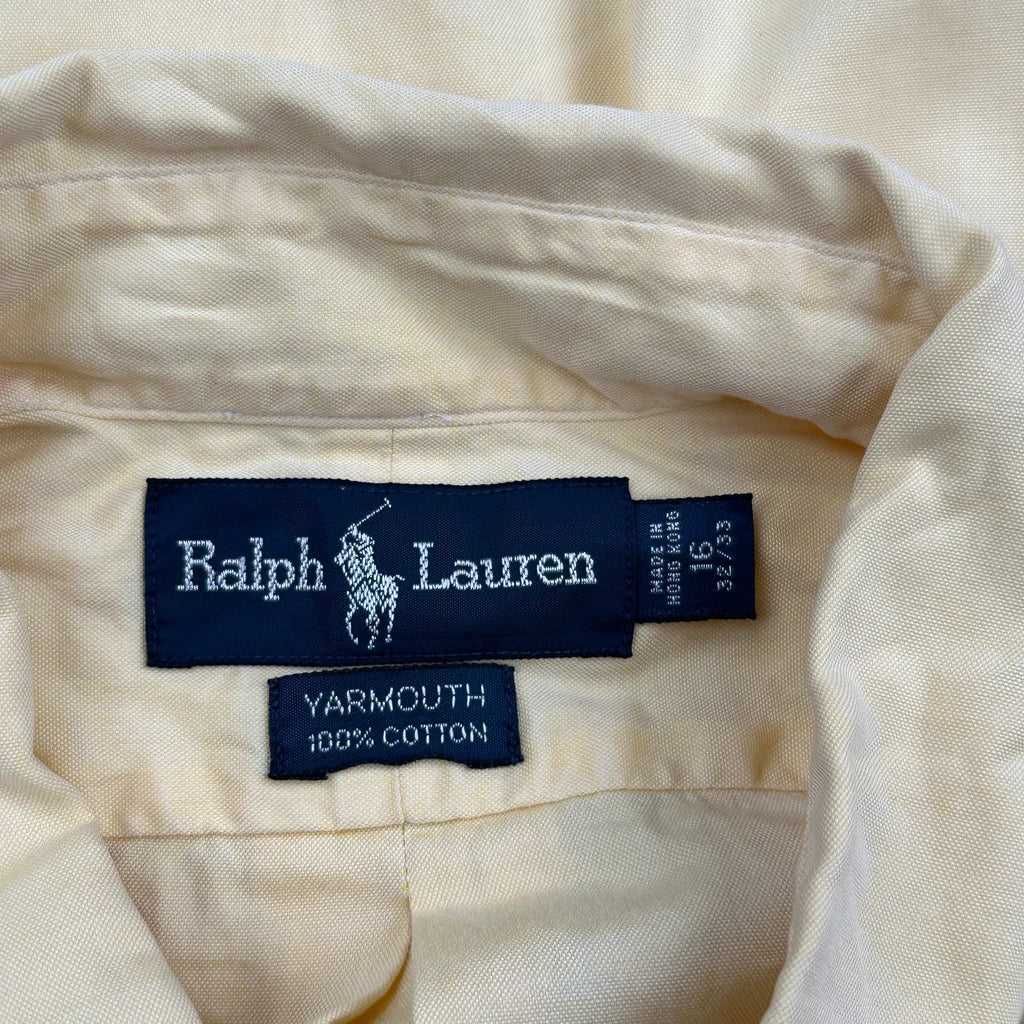 Ralph Lauren
MADE IN
HONG KONG
16
32/33
YARMOUTH
100% COTTON